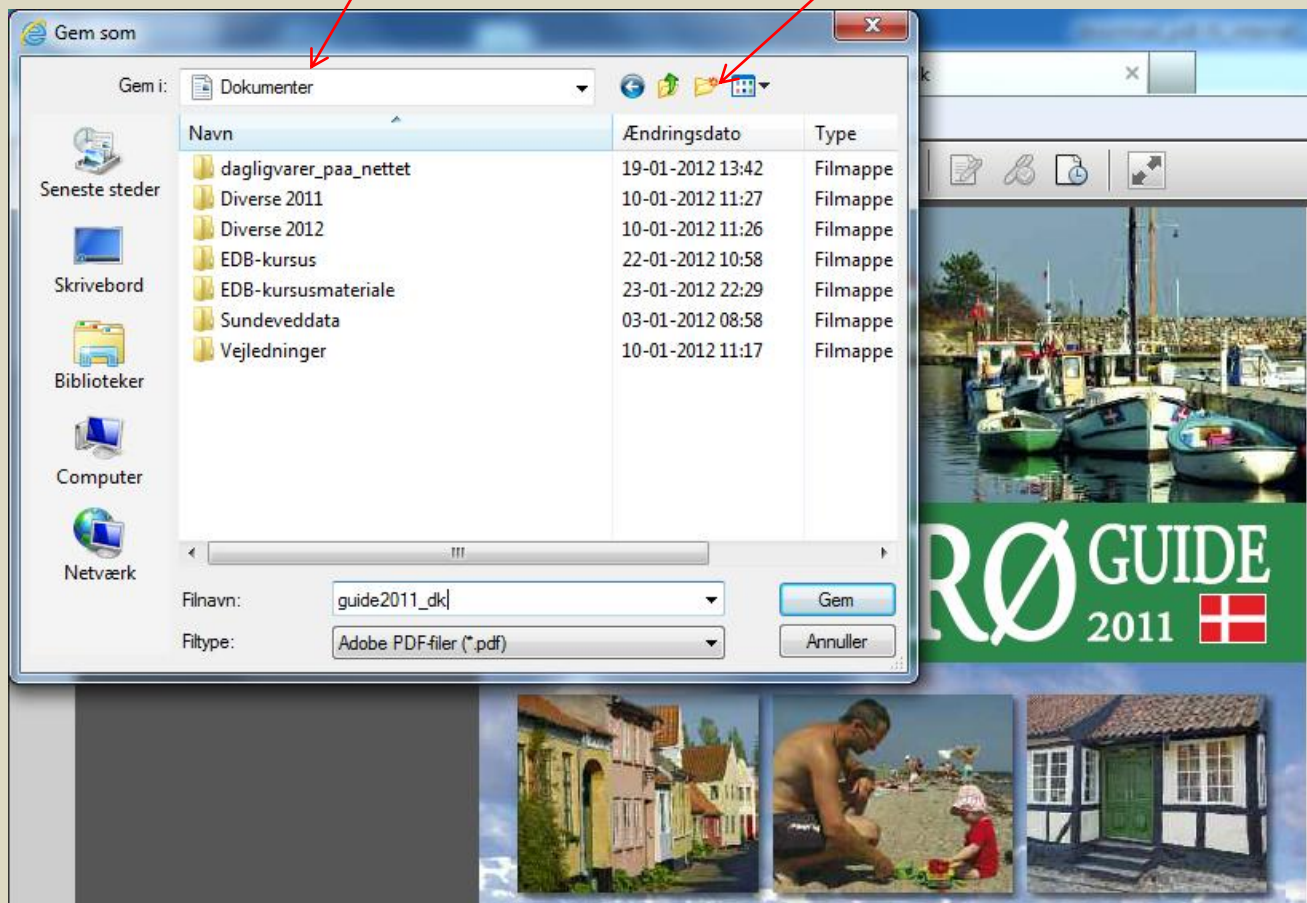 Gem som
Gem i: Dokumenter
k
Navn Ændringsdato Type
dagligvarer_paa_nettet 19-01-2012 13:42 Filmappe
Diverse 2011 10-01-2012 11:27 Filmappe
Diverse 2012 10-01-2012 11:26 Filmappe
EDB-kursus 22-01-2012 10:58 Filmappe
EDB-kursusmateriale 23-01-2012 22:29 Filmappe
Sundeveddata 03-01-2012 08:58 Filmappe
Vejledninger 10-01-2012 11:17 Filmappe
Seneste steder
Skrivebord
Biblioteker
Computer
Netværk
Filnavn: guide2011_dk Gem
Filtype: Adobe PDF-filer (*.pdf) Annuller
RØ GUIDE
2011